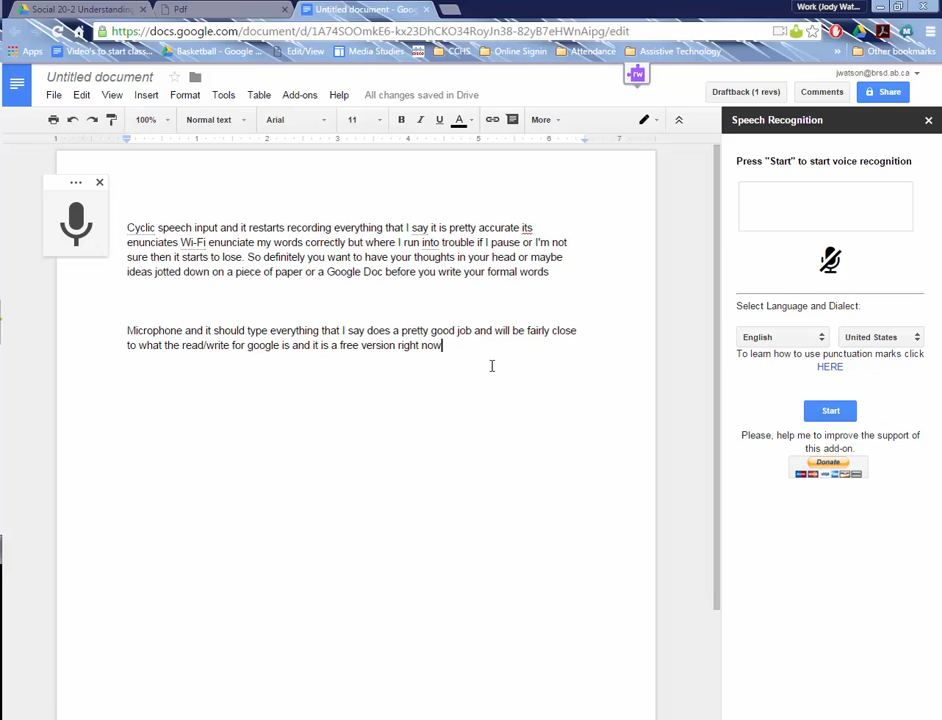 Social 20-2 Understanding
Pdf
Untitled document - Goo
Work (Jody Wat...
https://docs.google.com/document/d/1A74SOOmkE6-kx23DhCKO34RoyJn38-82yB7eHWnAipg/edit
Apps
Video's to start class...
Basketball - Google ...
Edit/View
Media Studies
CCHS
Online Signin
Attendance
Assistive Technology
Other bookmarks
Untitled document
rw
jwatson@brsd.ab.ca
File Edit View Insert Format Tools Table Add-ons Help All changes saved in Drive
Draftback (1 revs)
Comments
Share
100% Normal text Arial 11 B I U A More
Speech Recognition
1 1 2 3 4 5 6 7
Press "Start" to start voice recognition
Cyclic speech input and it restarts recording everything that I say it is pretty accurate its
enunciates Wi-Fi enunciate my words correctly but where I run into trouble if I pause or I'm not
sure then it starts to lose. So definitely you want to have your thoughts in your head or maybe
ideas jotted down on a piece of paper or a Google Doc before you write your formal words
Microphone and it should type everything that I say does a pretty good job and will be fairly close
to what the read/write for google is and it is a free version right now
Select Language and Dialect:
English
United States
To learn how to use punctuation marks click
HERE
Start
Please, help me to improve the support of
this add-on.
Donate